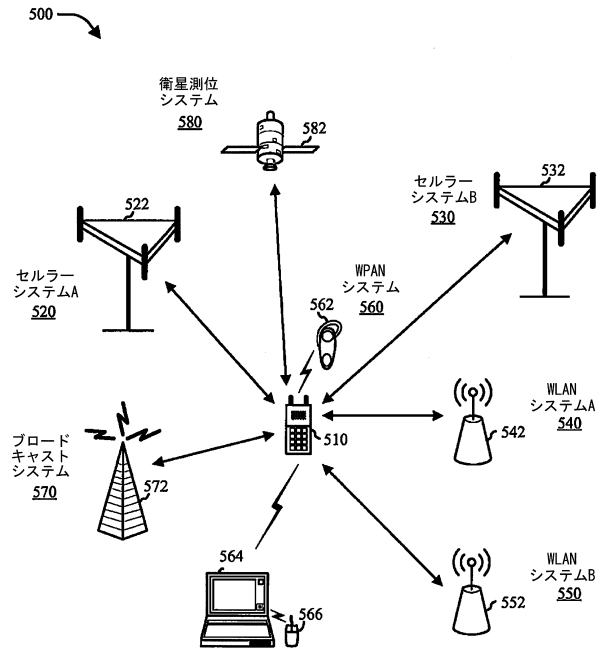 500
衛星測位
システム
580
582
522
セルラー
システムA
520
セルラー
システムB
530
532
WPAN
システム
560
562
510
WLAN
システムA
540
542
ブロード
キャスト
システム
570
572
564
566
WLAN
システムB
550
552